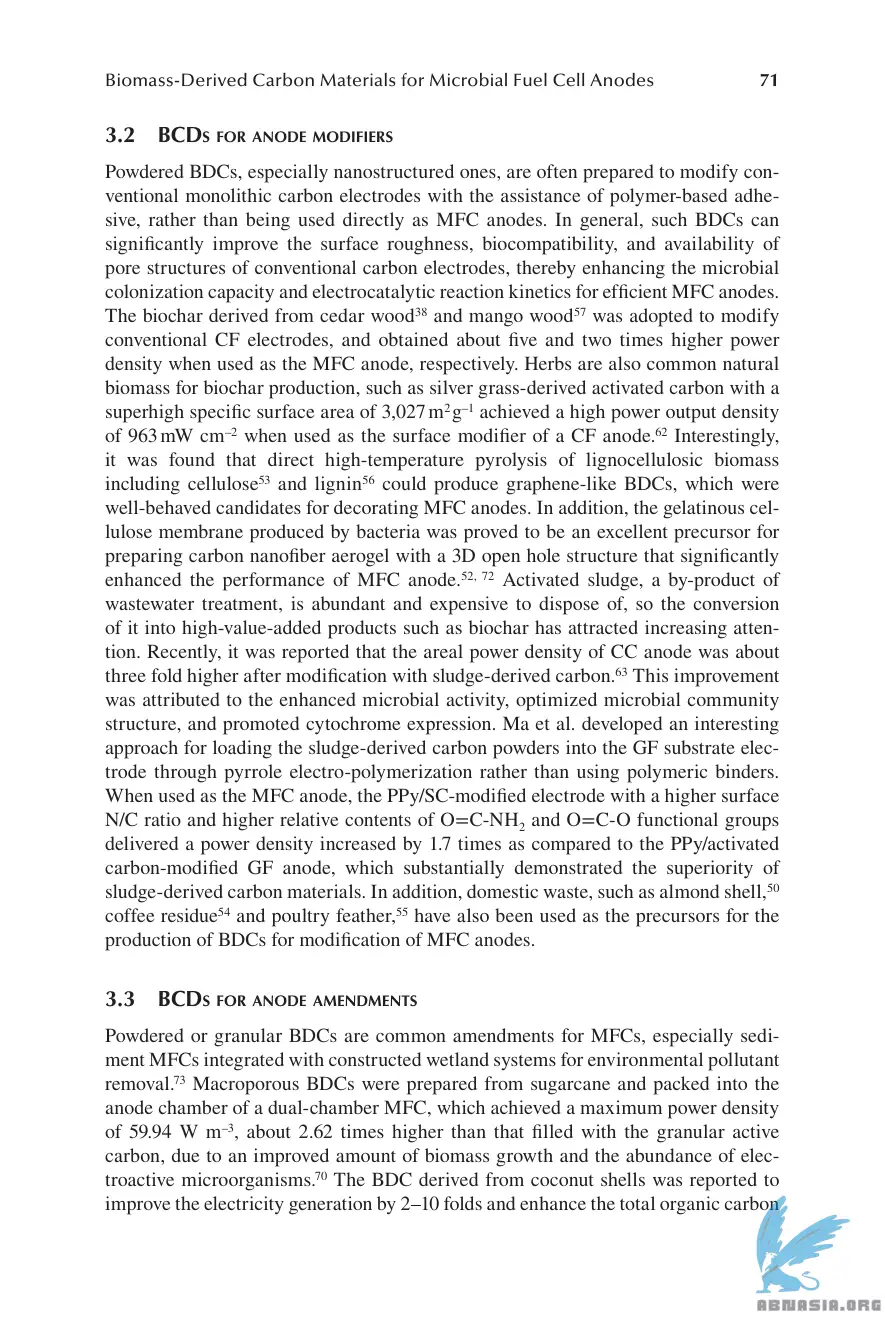 Biomass-Derived Carbon Materials for Microbial Fuel Cell Anodes 71
3.2 BCDs for anode modifiers
Powdered BDCs, especially nanostructured ones, are often prepared to modify con-
ventional monolithic carbon electrodes with the assistance of polymer-based adhe-
sive, rather than being used directly as MFC anodes. In general, such BDCs can
significantly improve the surface roughness, biocompatibility, and availability of
pore structures of conventional carbon electrodes, thereby enhancing the microbial
colonization capacity and electrocatalytic reaction kinetics for efficient MFC anodes.
The biochar derived from cedar wood³⁸ and mango wood⁵⁷ was adopted to modify
conventional CF electrodes, and obtained about five and two times higher power
density when used as the MFC anode, respectively. Herbs are also common natural
biomass for biochar production, such as silver grass-derived activated carbon with a
superhigh specific surface area of 3,027 m² g⁻¹ achieved a high power output density
of 963 mW cm⁻² when used as the surface modifier of a CF anode.⁶² Interestingly,
it was found that direct high-temperature pyrolysis of lignocellulosic biomass
including cellulose⁵³ and lignin⁵⁶ could produce graphene-like BDCs, which were
well-behaved candidates for decorating MFC anodes. In addition, the gelatinous cel-
lulose membrane produced by bacteria was proved to be an excellent precursor for
preparing carbon nanofiber aerogel with a 3D open hole structure that significantly
enhanced the performance of MFC anode.⁵²˒ ⁷² Activated sludge, a by-product of
wastewater treatment, is abundant and expensive to dispose of, so the conversion
of it into high-value-added products such as biochar has attracted increasing atten-
tion. Recently, it was reported that the areal power density of CC anode was about
three fold higher after modification with sludge-derived carbon.⁶³ This improvement
was attributed to the enhanced microbial activity, optimized microbial community
structure, and promoted cytochrome expression. Ma et al. developed an interesting
approach for loading the sludge-derived carbon powders into the GF substrate elec-
trode through pyrrole electro-polymerization rather than using polymeric binders.
When used as the MFC anode, the PPy/SC-modified electrode with a higher surface
N/C ratio and higher relative contents of O=C-NH₂ and O=C-O functional groups
delivered a power density increased by 1.7 times as compared to the PPy/activated
carbon-modified GF anode, which substantially demonstrated the superiority of
sludge-derived carbon materials. In addition, domestic waste, such as almond shell,⁵⁰
coffee residue⁵⁴ and poultry feather,⁵⁵ have also been used as the precursors for the
production of BDCs for modification of MFC anodes.
3.3 BCDs for anode amendments
Powdered or granular BDCs are common amendments for MFCs, especially sedi-
ment MFCs integrated with constructed wetland systems for environmental pollutant
removal.⁷³ Macroporous BDCs were prepared from sugarcane and packed into the
anode chamber of a dual-chamber MFC, which achieved a maximum power density
of 59.94 W m⁻³, about 2.62 times higher than that filled with the granular active
carbon, due to an improved amount of biomass growth and the abundance of elec-
troactive microorganisms.⁷⁰ The BDC derived from coconut shells was reported to
improve the electricity generation by 2–10 folds and enhance the total organic carbon
ABNASIA.ORG